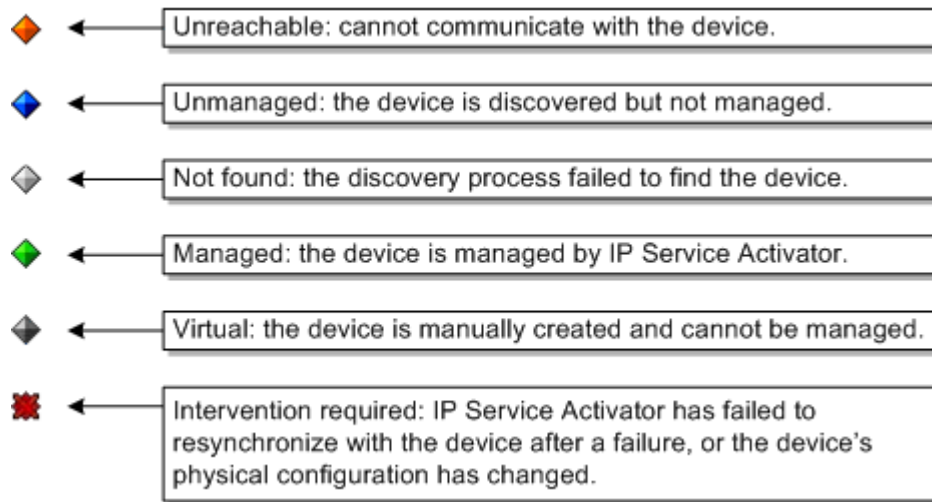 Unreachable: cannot communicate with the device.
Unmanaged: the device is discovered but not managed.
Not found: the discovery process failed to find the device.
Managed: the device is managed by IP Service Activator.
Virtual: the device is manually created and cannot be managed.
Intervention required: IP Service Activator has failed to
resynchronize with the device after a failure, or the device's
physical configuration has changed.